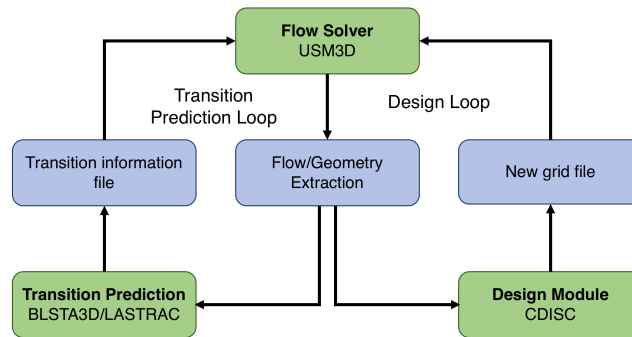 Flow Solver
USM3D
Transition
Prediction Loop
Design Loop
Transition information
file
Flow/Geometry
Extraction
New grid file
Transition Prediction
BLSTA3D/LASTRAC
Design Module
CDISC